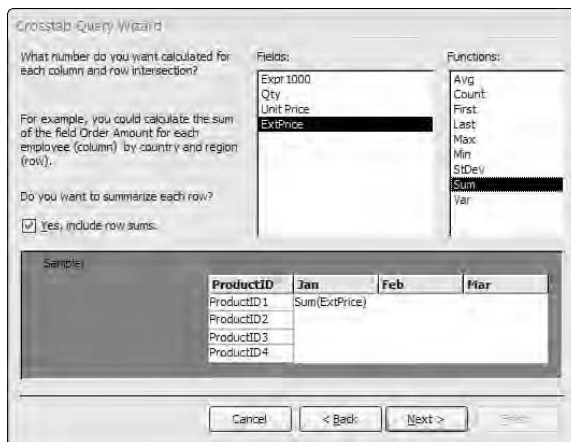 Crosstab Query Wizard
What number do you want calculated for
each column and row intersection?
For example, you could calculate the sum
of the field Order Amount for each
employee (column) by country and region
(row).
Do you want to summarize each row?
Yes, include row sums.
Fields:
Expr1000
Qty
Unit Price
ExtPrice
Functions:
Avg
Count
First
Last
Max
Min
StDev
Sum
Var
Sample:
ProductID Jan Feb Mar
ProductID1 Sum(ExtPrice)
ProductID2
ProductID3
ProductID4
Cancel < Back Next >